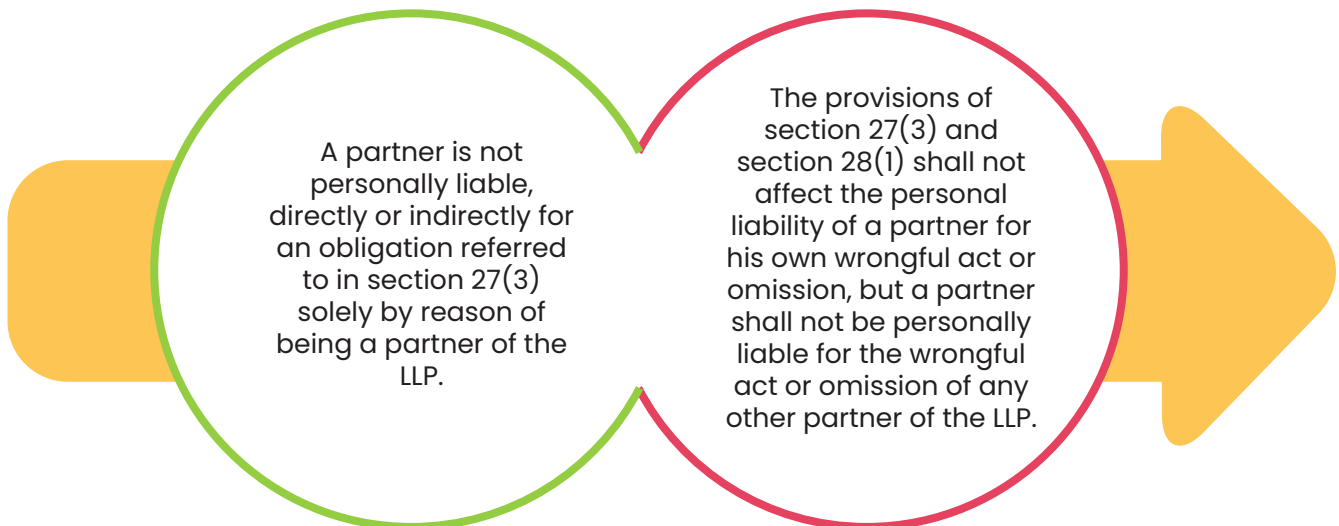 A partner is not
personally liable,
directly or indirectly for
an obligation referred
to in section 27(3)
solely by reason of
being a partner of the
LLP.
The provisions of
section 27(3) and
section 28(1) shall not
affect the personal
liability of a partner for
his own wrongful act or
omission, but a partner
shall not be personally
liable for the wrongful
act or omission of any
other partner of the LLP.